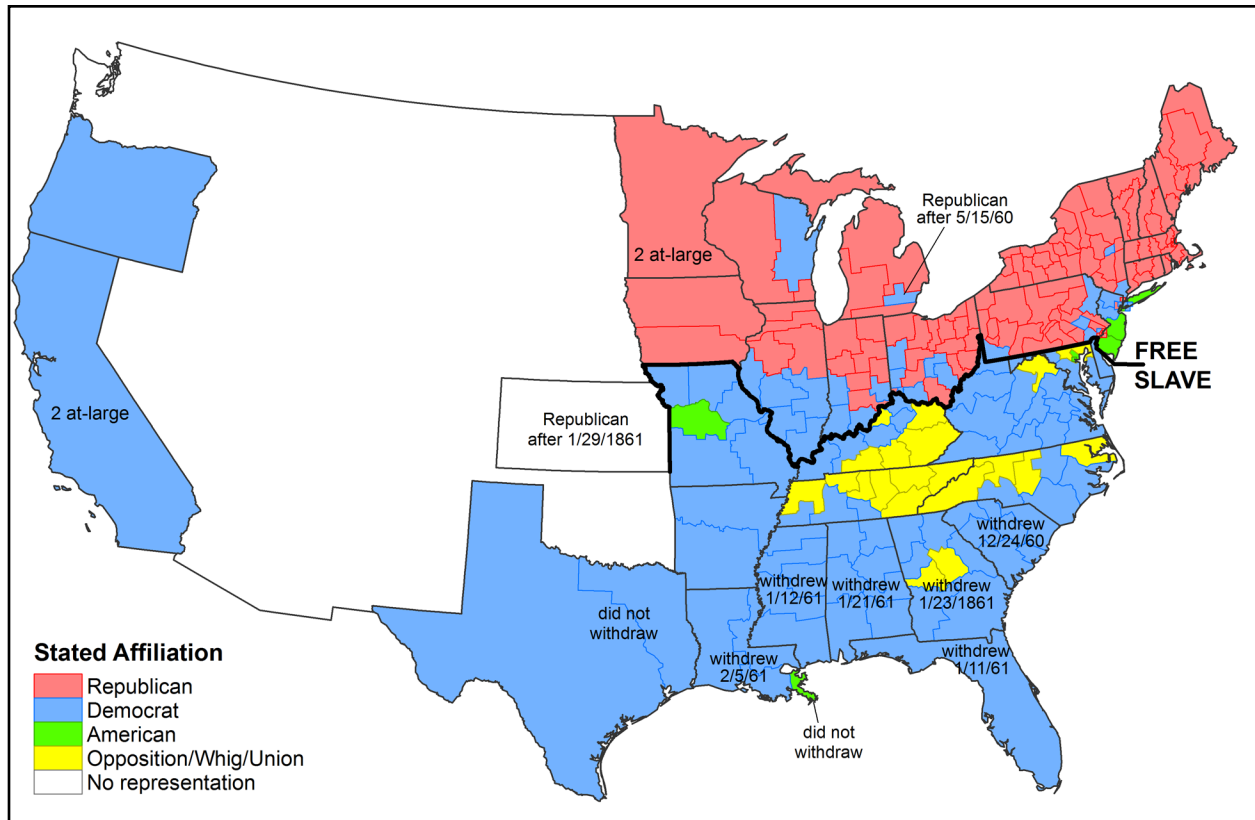 Republican
after 5/15/60
2 at-large
FREE
SLAVE
2 at-large
Republican
after 1/29/1861
withdrew
12/24/60
withdrew
1/12/61
withdrew
1/21/61
withdrew
1/23/1861
did not
withdraw
withdrew
2/5/61
withdrew
1/11/61
did not
withdraw
Stated Affiliation
Republican
Democrat
American
Opposition/Whig/Union
No representation